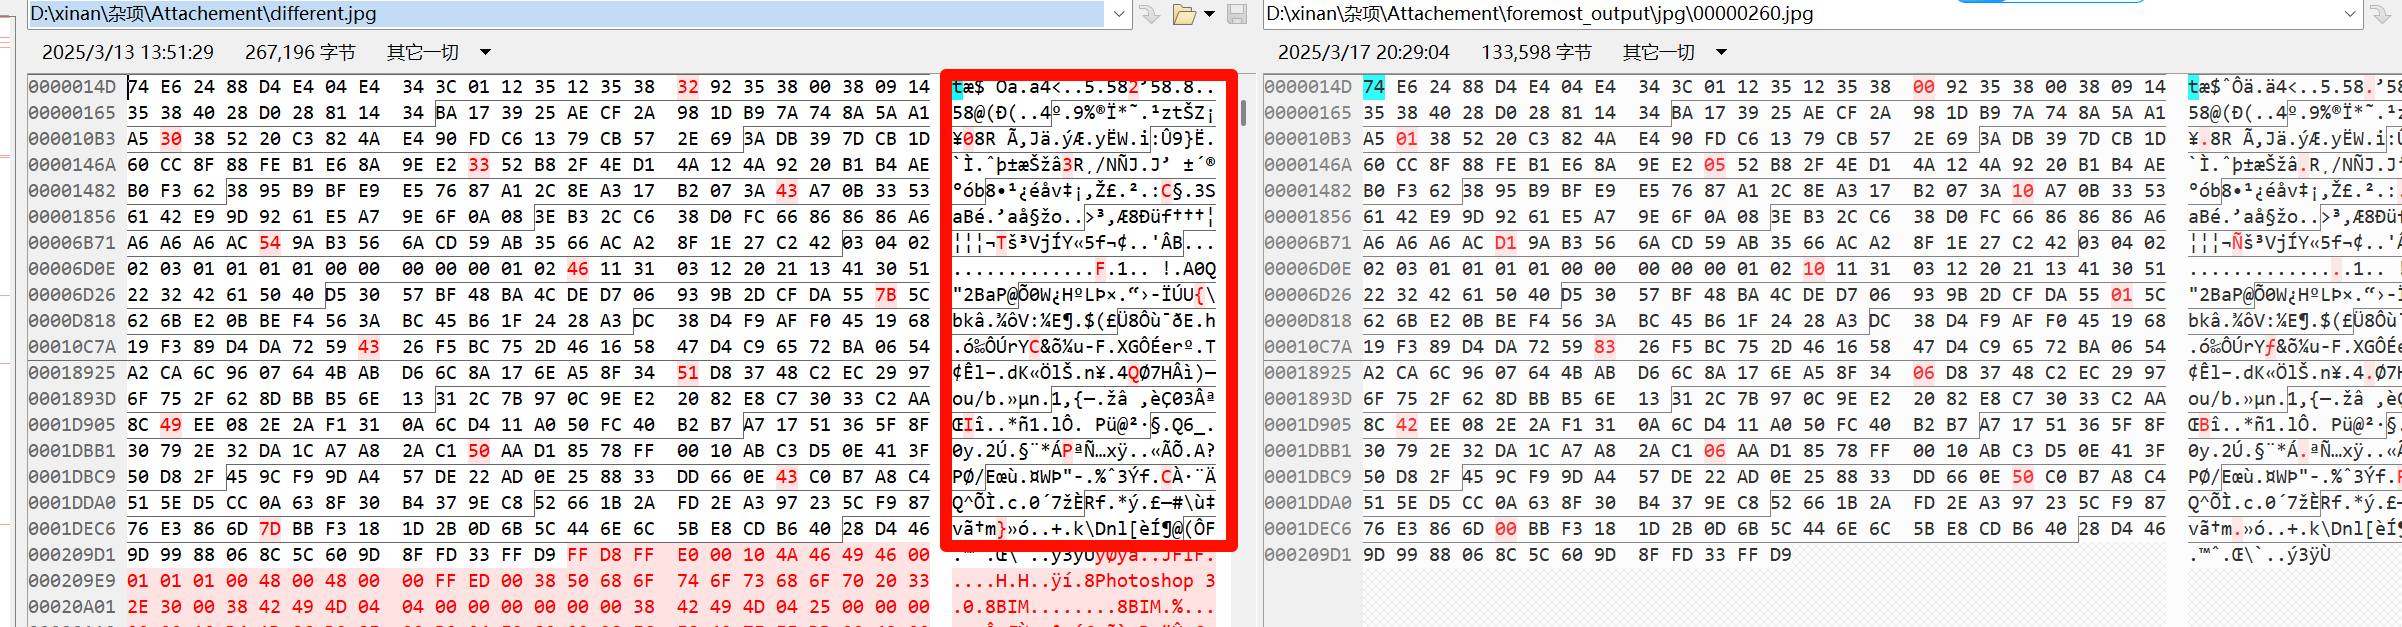 D:\xinan\杂项\Attachement\different.jpg
2025/3/13 13:51:29 267,196 字节 其它一切
0000014D 74 E6 24 88 D4 E4 04 E4 34 3C 01 12 35 12 35 38 32 92 35 38 00 38 09 14 tæ$ˆÔä.ä4<..5.582’58.8..
00000165 35 38 40 28 D0 28 81 14 34 BA 17 39 25 AE CF 2A 98 1D B9 7A 74 8A 5A A1 58@(Ð(..4º.9%®Ï*˜.¹ztŠZ¡
000010B3 A5 30 38 52 20 C3 82 4A E4 90 FD C6 13 79 CB 57 2E 69 3A DB 39 7D CB 1D ¥08R Ã‚Jä.ýÆ.yËW.i:Û9}Ë.
0000146A 60 CC 8F 88 FE B1 E6 8A 9E E2 33 52 B8 2F 4E D1 4A 12 4A 92 20 B1 B4 AE `Ì.ˆþ±æŠžâ3R¸/NÑJ.J’ ±´®
00001482 B0 F3 62 38 95 B9 BF E9 E5 76 87 A1 2C 8E A3 17 B2 07 3A 43 A7 0B 33 53 °ób8•¹¿éåv‡¡,Ž£.².:C§.3S
00001856 61 42 E9 9D 92 61 E5 A7 9E 6F 0A 08 3E B3 2C C6 38 D0 FC 66 86 86 86 A6 aBé.’aå§žo..>³,Æ8Ðüf†††¦
00006B71 A6 A6 A6 AC 54 9A B3 56 6A CD 59 AB 35 66 AC A2 8F 1E 27 C2 42 03 04 02 ¦¦¦¬Tš³VjÍY«5f¬¢..'ÂB...
00006D0E 02 03 01 01 01 01 00 00 00 00 00 01 02 46 11 31 03 12 20 21 13 41 30 51 .............F.1.. !.A0Q
00006D26 22 32 42 61 50 40 D5 30 57 BF 48 BA 4C DE D7 06 93 9B 2D CF DA 55 7B 5C "2BaP@Õ0W¿HºLÞ×.“›-ÏÚU{\
0000D818 62 6B E2 0B BE F4 56 3A BC 45 B6 1F 24 28 A3 DC 38 D4 F9 AF F0 45 19 68 bkâ.¾ôV:¼E¶.$(£Ü8Ôù¯ðE.h
00010C7A 19 F3 89 D4 DA 72 59 43 26 F5 BC 75 2D 46 16 58 47 D4 C9 65 72 BA 06 54 .ó‰ÔÚrYC&õ¼u-F.XGÔÉerº.T
00018925 A2 CA 6C 96 07 64 4B AB D6 6C 8A 17 6E A5 8F 34 51 D8 37 48 C2 EC 29 97 ¢Êl–.dK«ÖlŠ.n¥.4QØ7HÂì)—
0001893D 6F 75 2F 62 8D BB B5 6E 13 31 2C 7B 97 0C 9E E2 20 82 E8 C7 30 33 C2 AA ou/b.»µn.1,{—.žâ ‚èÇ03Âª
0001D905 8C 49 EE 08 2E 2A F1 31 0A 6C D4 11 A0 50 FC 40 B2 B7 A7 17 51 36 5F 8F ŒIî..*ñ1.lÔ. Pü@²·§.Q6_.
0001DBB1 30 79 2E 32 DA 1C A7 A8 2A C1 50 AA D1 85 78 FF 00 10 AB C3 D5 0E 41 3F 0y.2Ú.§¨*ÁPªÑ…xÿ..«ÃÕ.A?
0001DBC9 50 D8 2F 45 9C F9 9D A4 57 DE 22 AD 0E 25 88 33 DD 66 0E 43 C0 B7 A8 C4 PØ/Eœù.¤WÞ"-.%ˆ3Ýf.CÀ·¨Ä
0001DDA0 51 5E D5 CC 0A 63 8F 30 B4 37 9E C8 52 66 1B 2A FD 2E A3 97 23 5C F9 87 Q^ÕÌ.c.0´7žÈRf.*ý.£—#\ù‡
0001DEC6 76 E3 86 6D 7D BB F3 18 1D 2B 0D 6B 5C 44 6E 6C 5B E8 CD B6 40 28 D4 46 vã†m}»ó..+.k\Dnl[èÍ¶@(ÔF
000209D1 9D 99 88 06 8C 5C 60 9D 8F FD 33 FF D9 FF D8 FF E0 00 10 4A 46 49 46 00 .™ˆ.Œ\`..ý3ÿÙÿØÿà..JFIF.
000209E9 01 01 01 00 48 00 48 00 00 FF ED 00 38 50 68 6F 74 6F 73 68 6F 70 20 33 ....H.H..ÿí.8Photoshop 3
00020A01 2E 30 00 38 42 49 4D 04 04 00 00 00 00 00 00 38 42 49 4D 04 25 00 00 00 .0.8BIM........8BIM.%...
D:\xinan\杂项\Attachement\foremost_output\jpg\00000260.jpg
2025/3/17 20:29:04 133,598 字节 其它一切
0000014D 74 E6 24 88 D4 E4 04 E4 34 3C 01 12 35 12 35 38 00 92 35 38 00 38 09 14 tæ$ˆÔä.ä4<..5.58.’58
00000165 35 38 40 28 D0 28 81 14 34 BA 17 39 25 AE CF 2A 98 1D B9 7A 74 8A 5A A1 58@(Ð(..4º.9%®Ï*˜.¹z
000010B3 A5 01 38 52 20 C3 82 4A E4 90 FD C6 13 79 CB 57 2E 69 3A DB 39 7D CB 1D ¥.8R Ã‚Jä.ýÆ.yËW.i:Û
0000146A 60 CC 8F 88 FE B1 E6 8A 9E E2 05 52 B8 2F 4E D1 4A 12 4A 92 20 B1 B4 AE `Ì.ˆþ±æŠžâ.R¸/NÑJ.J’
00001482 B0 F3 62 38 95 B9 BF E9 E5 76 87 A1 2C 8E A3 17 B2 07 3A 10 A7 0B 33 53 °ób8•¹¿éåv‡¡,Ž£.².:.
00001856 61 42 E9 9D 92 61 E5 A7 9E 6F 0A 08 3E B3 2C C6 38 D0 FC 66 86 86 86 A6 aBé.’aå§žo..>³,Æ8Ðüf
00006B71 A6 A6 A6 AC D1 9A B3 56 6A CD 59 AB 35 66 AC A2 8F 1E 27 C2 42 03 04 02 ¦¦¦¬Ñš³VjÍY«5f¬¢..'Â
00006D0E 02 03 01 01 01 01 00 00 00 00 00 01 02 10 11 31 03 12 20 21 13 41 30 51 ...............1.. !.A
00006D26 22 32 42 61 50 40 D5 30 57 BF 48 BA 4C DE D7 06 93 9B 2D CF DA 55 01 5C "2BaP@Õ0W¿HºLÞ×.“›-Ï
0000D818 62 6B E2 0B BE F4 56 3A BC 45 B6 1F 24 28 A3 DC 38 D4 F9 AF F0 45 19 68 bkâ.¾ôV:¼E¶.$(£Ü8Ôù¯
00010C7A 19 F3 89 D4 DA 72 59 83 26 F5 BC 75 2D 46 16 58 47 D4 C9 65 72 BA 06 54 .ó‰ÔÚrYƒ&õ¼u-F.XGÔÉe
00018925 A2 CA 6C 96 07 64 4B AB D6 6C 8A 17 6E A5 8F 34 06 D8 37 48 C2 EC 29 97 ¢Êl–.dK«ÖlŠ.n¥.4.Ø7H
0001893D 6F 75 2F 62 8D BB B5 6E 13 31 2C 7B 97 0C 9E E2 20 82 E8 C7 30 33 C2 AA ou/b.»µn.1,{—.žâ ‚èÇ
0001D905 8C 42 EE 08 2E 2A F1 31 0A 6C D4 11 A0 50 FC 40 B2 B7 A7 17 51 36 5F 8F ŒBî..*ñ1.lÔ. Pü@²·§.
0001DBB1 30 79 2E 32 DA 1C A7 A8 2A C1 06 AA D1 85 78 FF 00 10 AB C3 D5 0E 41 3F 0y.2Ú.§¨*Á.ªÑ…xÿ..«Ã
0001DBC9 50 D8 2F 45 9C F9 9D A4 57 DE 22 AD 0E 25 88 33 DD 66 0E 50 C0 B7 A8 C4 PØ/Eœù.¤WÞ"-.%ˆ3Ýf.P
0001DDA0 51 5E D5 CC 0A 63 8F 30 B4 37 9E C8 52 66 1B 2A FD 2E A3 97 23 5C F9 87 Q^ÕÌ.c.0´7žÈRf.*ý.£—
0001DEC6 76 E3 86 6D 00 BB F3 18 1D 2B 0D 6B 5C 44 6E 6C 5B E8 CD B6 40 28 D4 46 vã†m.»ó..+.k\Dnl[èÍ¶
000209D1 9D 99 88 06 8C 5C 60 9D 8F FD 33 FF D9 .™ˆ.Œ\`..ý3ÿÙ